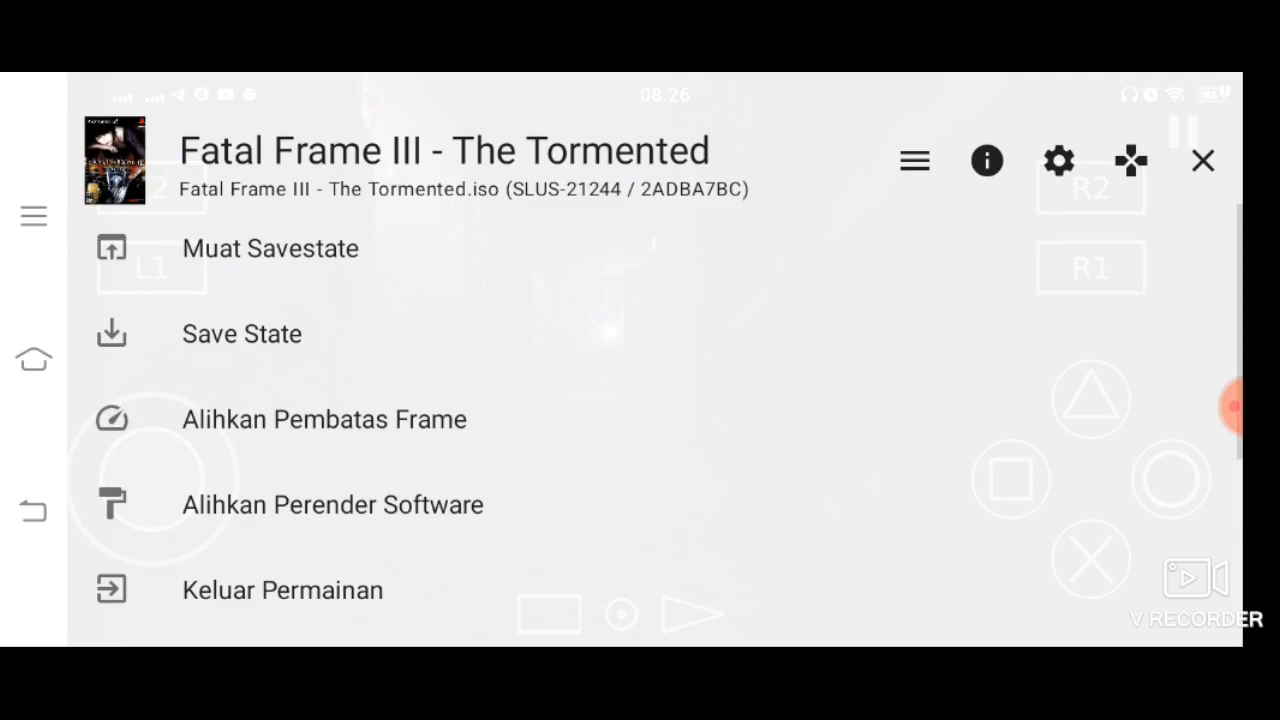 08.26
Fatal Frame III - The Tormented
Fatal Frame III - The Tormented.iso (SLUS-21244 / 2ADBA7BC)
R2
Muat Savestate
L1
R1
Save State
Alihkan Pembatas Frame
Alihkan Perender Software
Keluar Permainan
V RECORDER